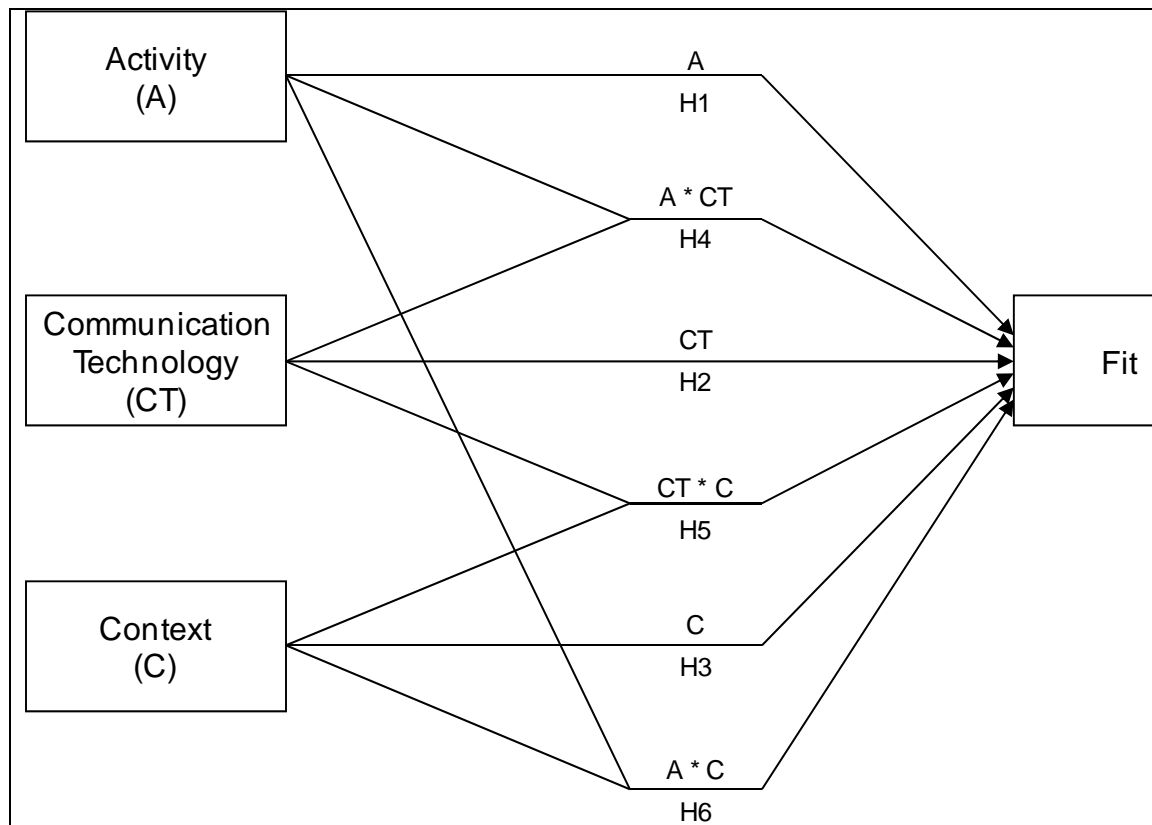 Activity
(A)
A
H1
A * CT
H4
Communication
Technology
(CT)
CT
H2
Fit
CT * C
H5
Context
(C)
C
H3
A * C
H6